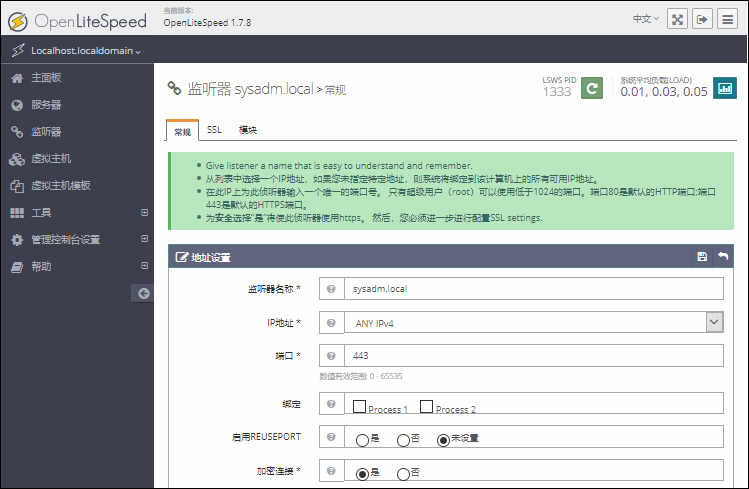 OpenLiteSpeed
当前版本:
OpenLiteSpeed 1.7.8
中文
Localhost.localdomain
主面板
服务器
监听器
虚拟主机
虚拟主机模板
工具
管理控制台设置
帮助
监听器 sysadm.local > 常规
LSWS PID
1333
系统平均负载(LOAD)
0.01, 0.03, 0.05
常规 SSL 模块
Give listener a name that is easy to understand and remember.
从列表中选择一个IP地址，如果您未指定特定地址，则系统将绑定到该计算机上的所有可用IP地址。
在此IP上为此侦听器输入一个唯一的端口号。 只有超级用户（root）可以使用低于1024的端口。端口80是默认的HTTP端口;端口
443是默认的HTTPS端口。
为安全选择“是”将使此侦听器使用https。 然后，您必须进一步进行配置SSL settings.
地址设置
监听器名称 * sysadm.local
IP地址 * ANY IPv4
端口 * 443
数值有效范围: 0 - 65535
绑定 Process 1 Process 2
启用REUSEPORT 是 否 未设置
加密连接 * 是 否